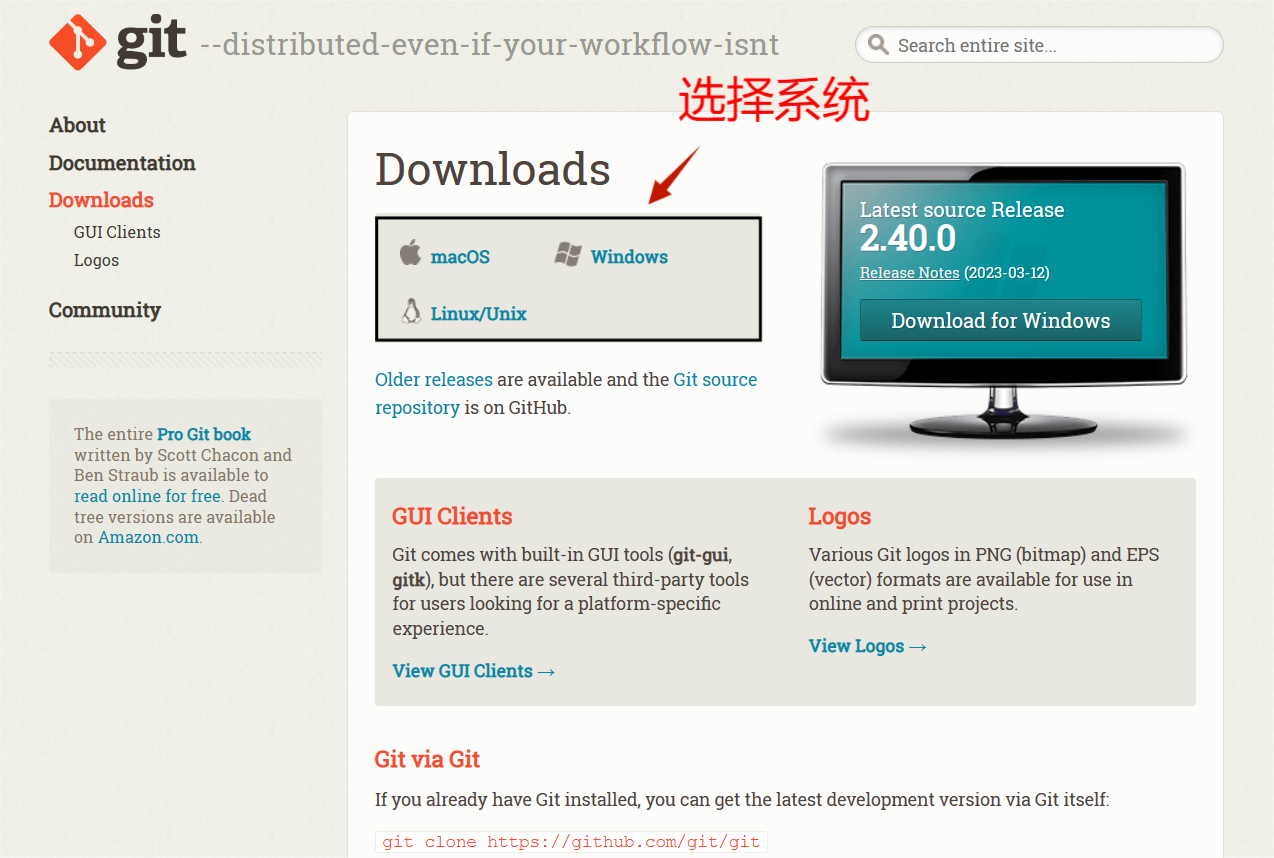 git --distributed-even-if-your-workflow-isnt
Search entire site...
选择系统
About
Documentation
Downloads
GUI Clients
Logos
Community
The entire Pro Git book
written by Scott Chacon and
Ben Straub is available to
read online for free. Dead
tree versions are available
on Amazon.com.
Downloads
macOS
Windows
Linux/Unix
Older releases are available and the Git source
repository is on GitHub.
Latest source Release
2.40.0
Release Notes (2023-03-12)
Download for Windows
GUI Clients
Git comes with built-in GUI tools (git-gui,
gitk), but there are several third-party tools
for users looking for a platform-specific
experience.
View GUI Clients →
Logos
Various Git logos in PNG (bitmap) and EPS
(vector) formats are available for use in
online and print projects.
View Logos →
Git via Git
If you already have Git installed, you can get the latest development version via Git itself:
git clone https://github.com/git/git